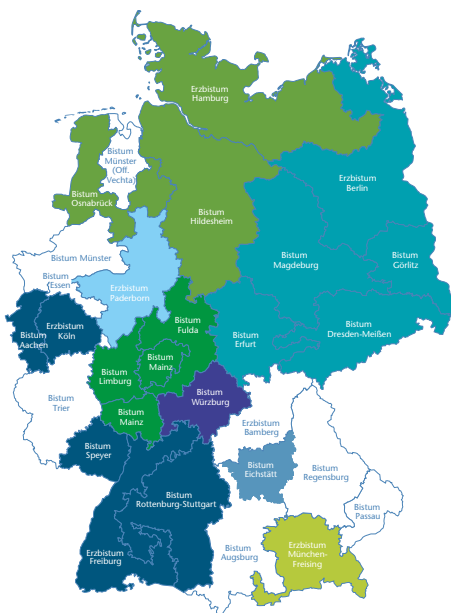 Erzbistum
Hamburg
Bistum
Münster
(Off.
Vechta)
Erzbistum
Berlin
Bistum
Osnabrück
Bistum
Hildesheim
Bistum Münster
Bistum
Magdeburg
Bistum
Görlitz
Bistum
Essen
Erzbistum
Paderborn
Bistum
Fulda
Bistum
Aachen
Erzbistum
Köln
Bistum
Erfurt
Bistum
Dresden-Meißen
Bistum
Mainz
Bistum
Limburg
Bistum
Trier
Bistum
Würzburg
Bistum
Mainz
Erzbistum
Bamberg
Bistum
Speyer
Bistum
Eichstätt
Bistum
Regensburg
Bistum
Rottenburg-Stuttgart
Bistum
Passau
Erzbistum
Freiburg
Bistum
Augsburg
Erzbistum
München-
Freising